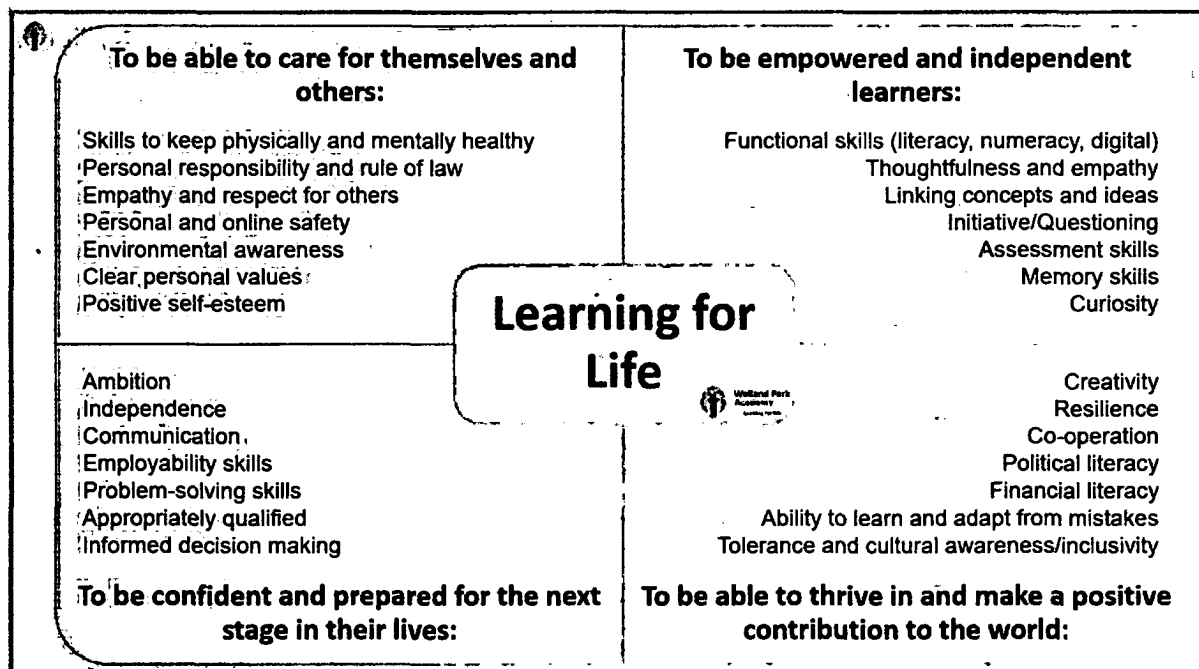 To be able to care for themselves and
others:
Skills to keep physically and mentally healthy
Personal responsibility and rule of law
Empathy and respect for others
Personal and online safety
Environmental awareness
Clear personal values
Positive self-esteem
To be empowered and independent
learners:
Functional skills (literacy, numeracy, digital)
Thoughtfulness and empathy
Linking concepts and ideas
Initiative/Questioning
Assessment skills
Memory skills
Curiosity
Learning for
Life
Welland Park
Academy
Ambition
Independence
Communication
Employability skills
Problem-solving skills
Appropriately qualified
Informed decision making
To be confident and prepared for the next
stage in their lives:
Creativity
Resilience
Co-operation
Political literacy
Financial literacy
Ability to learn and adapt from mistakes
Tolerance and cultural awareness/inclusivity
To be able to thrive in and make a positive
contribution to the world: